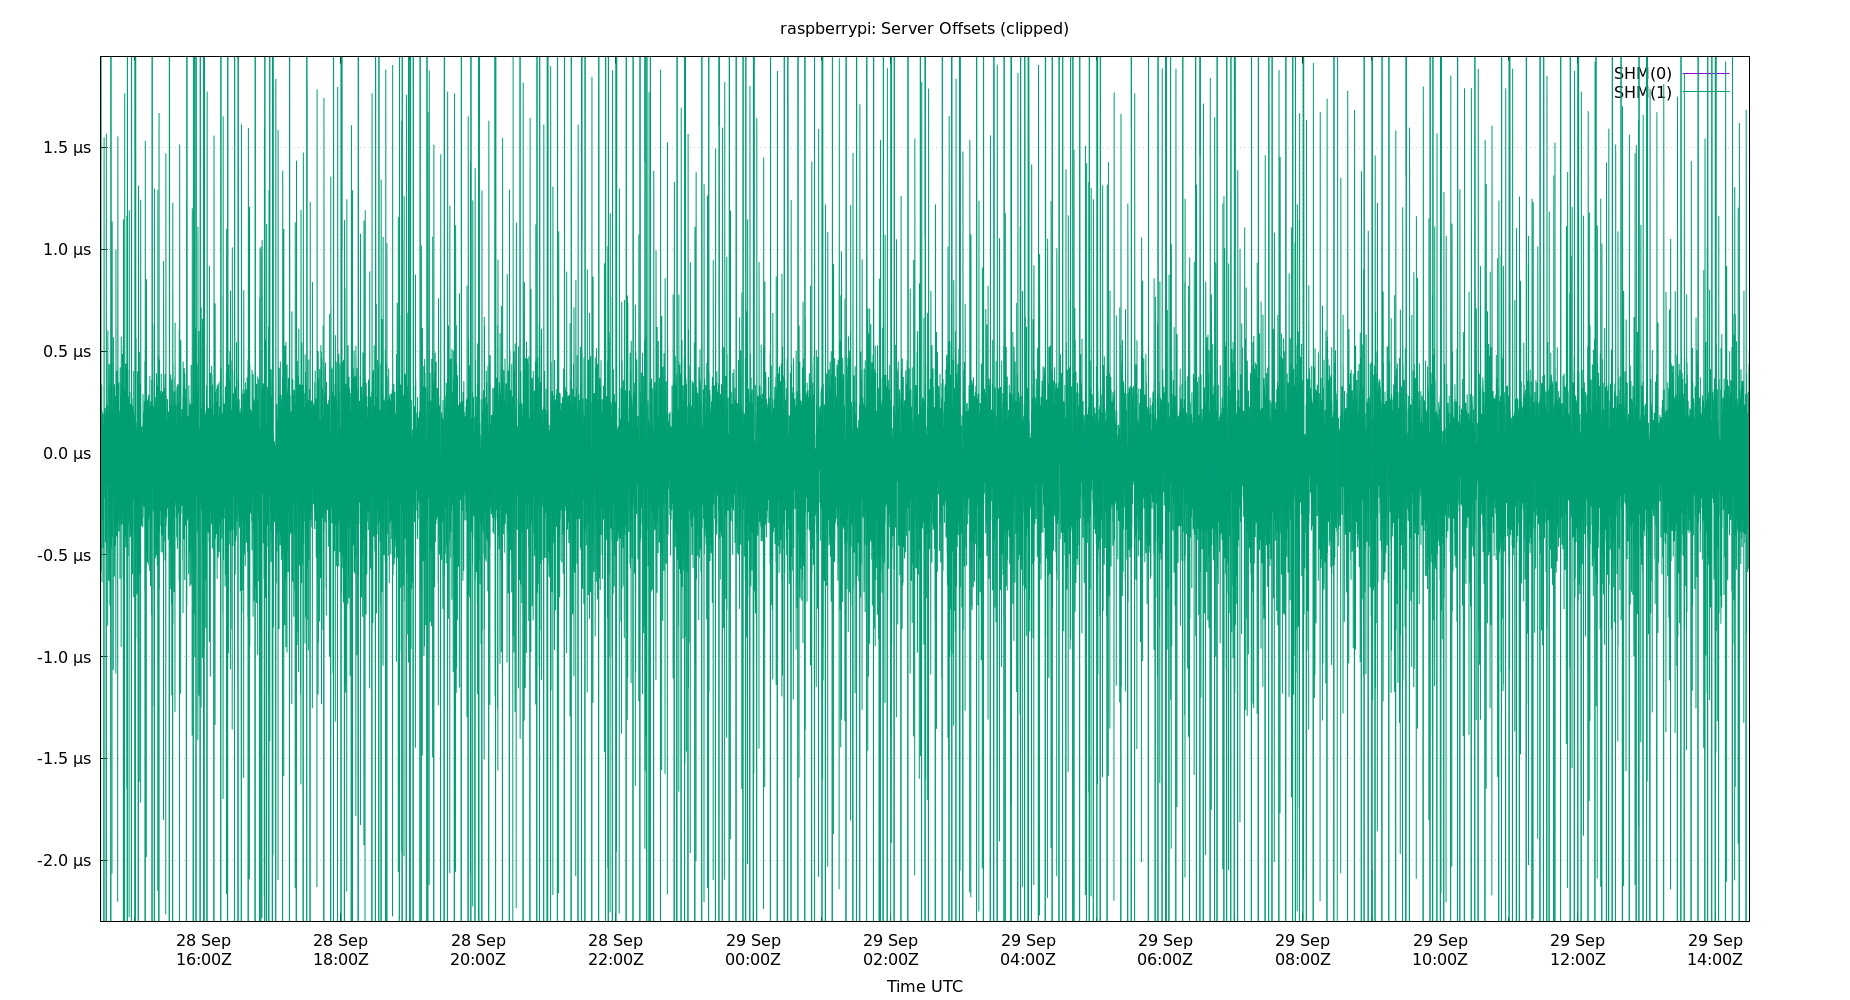 raspberrypi: Server Offsets (clipped)
SHM(0)
SHM(1)
1.5 µs
1.0 µs
0.5 µs
0.0 µs
-0.5 µs
-1.0 µs
-1.5 µs
-2.0 µs
28 Sep 28 Sep 28 Sep 28 Sep 29 Sep 29 Sep 29 Sep 29 Sep 29 Sep 29 Sep 29 Sep 29 Sep
16:00Z 18:00Z 20:00Z 22:00Z 00:00Z 02:00Z 04:00Z 06:00Z 08:00Z 10:00Z 12:00Z 14:00Z
Time UTC